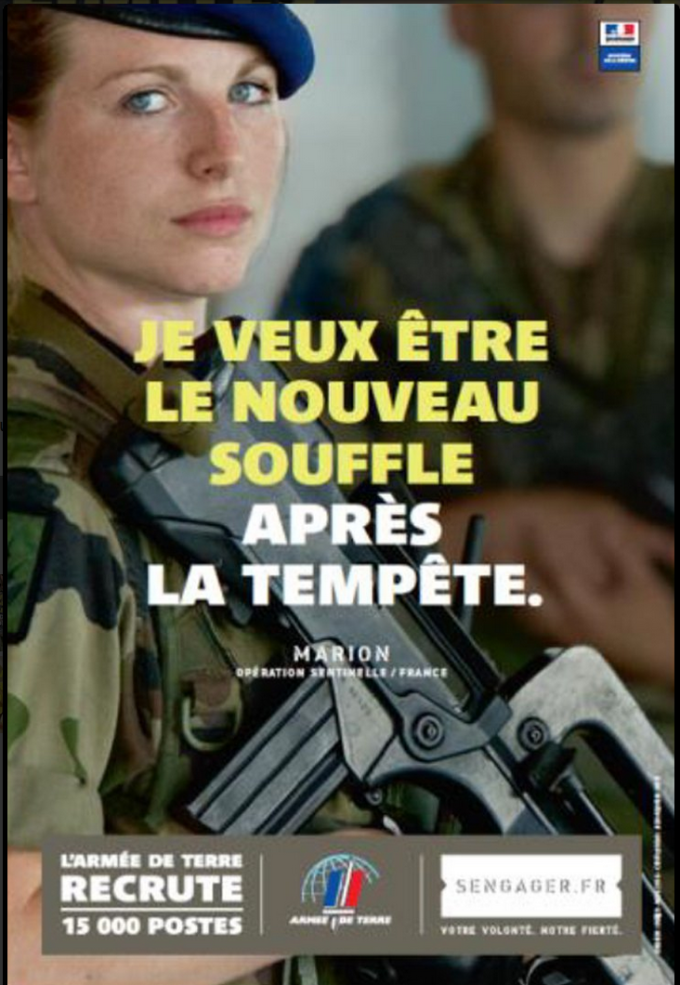 JE VEUX ÊTRE
LE NOUVEAU
SOUFFLE
APRÈS
LA TEMPÊTE.
MARION
OPÉRATION SENTINELLE / FRANCE
L'ARMÉE DE TERRE
RECRUTE
15 000 POSTES
ARMÉE DE TERRE
SENGAGER.FR
VOTRE VOLONTÉ. NOTRE FIERTÉ.